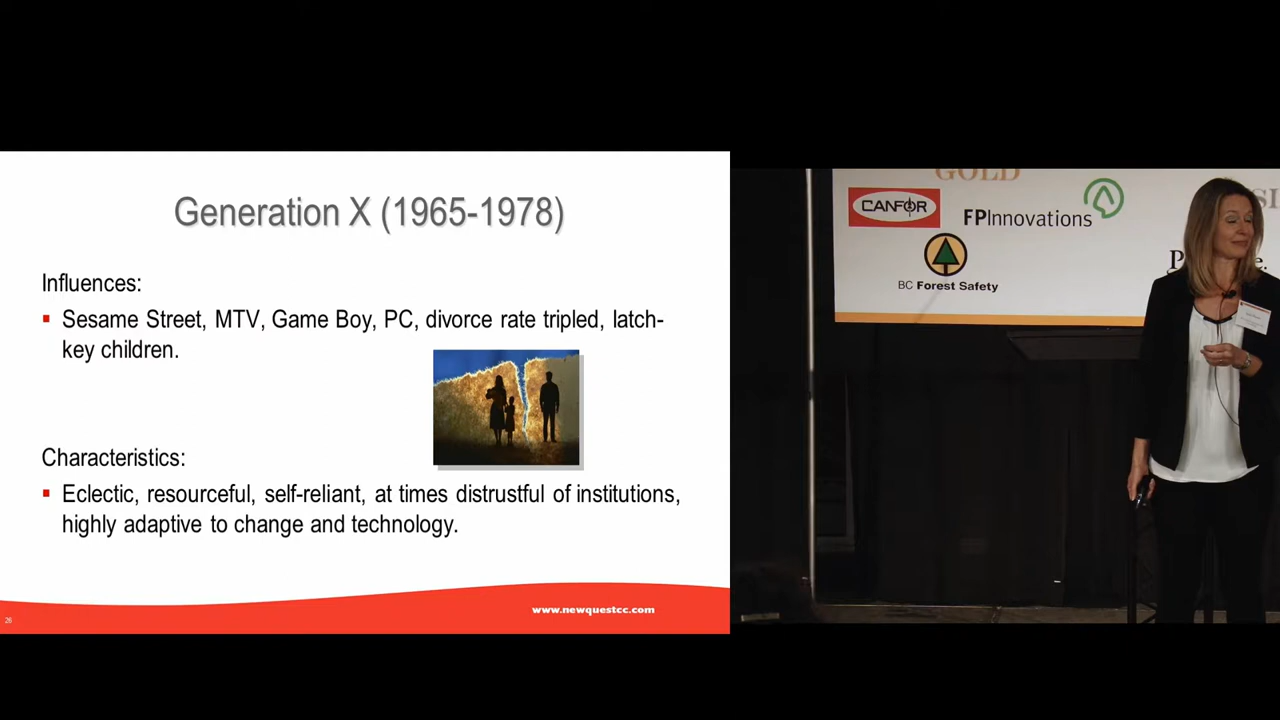 Generation X (1965-1978)
Influences:
▪ Sesame Street, MTV, Game Boy, PC, divorce rate tripled, latch-
key children.
Characteristics:
▪ Eclectic, resourceful, self-reliant, at times distrustful of institutions,
highly adaptive to change and technology.
www.newquestcc.com
26
GOLD
CANFOR
FPInnovations
BC Forest Safety